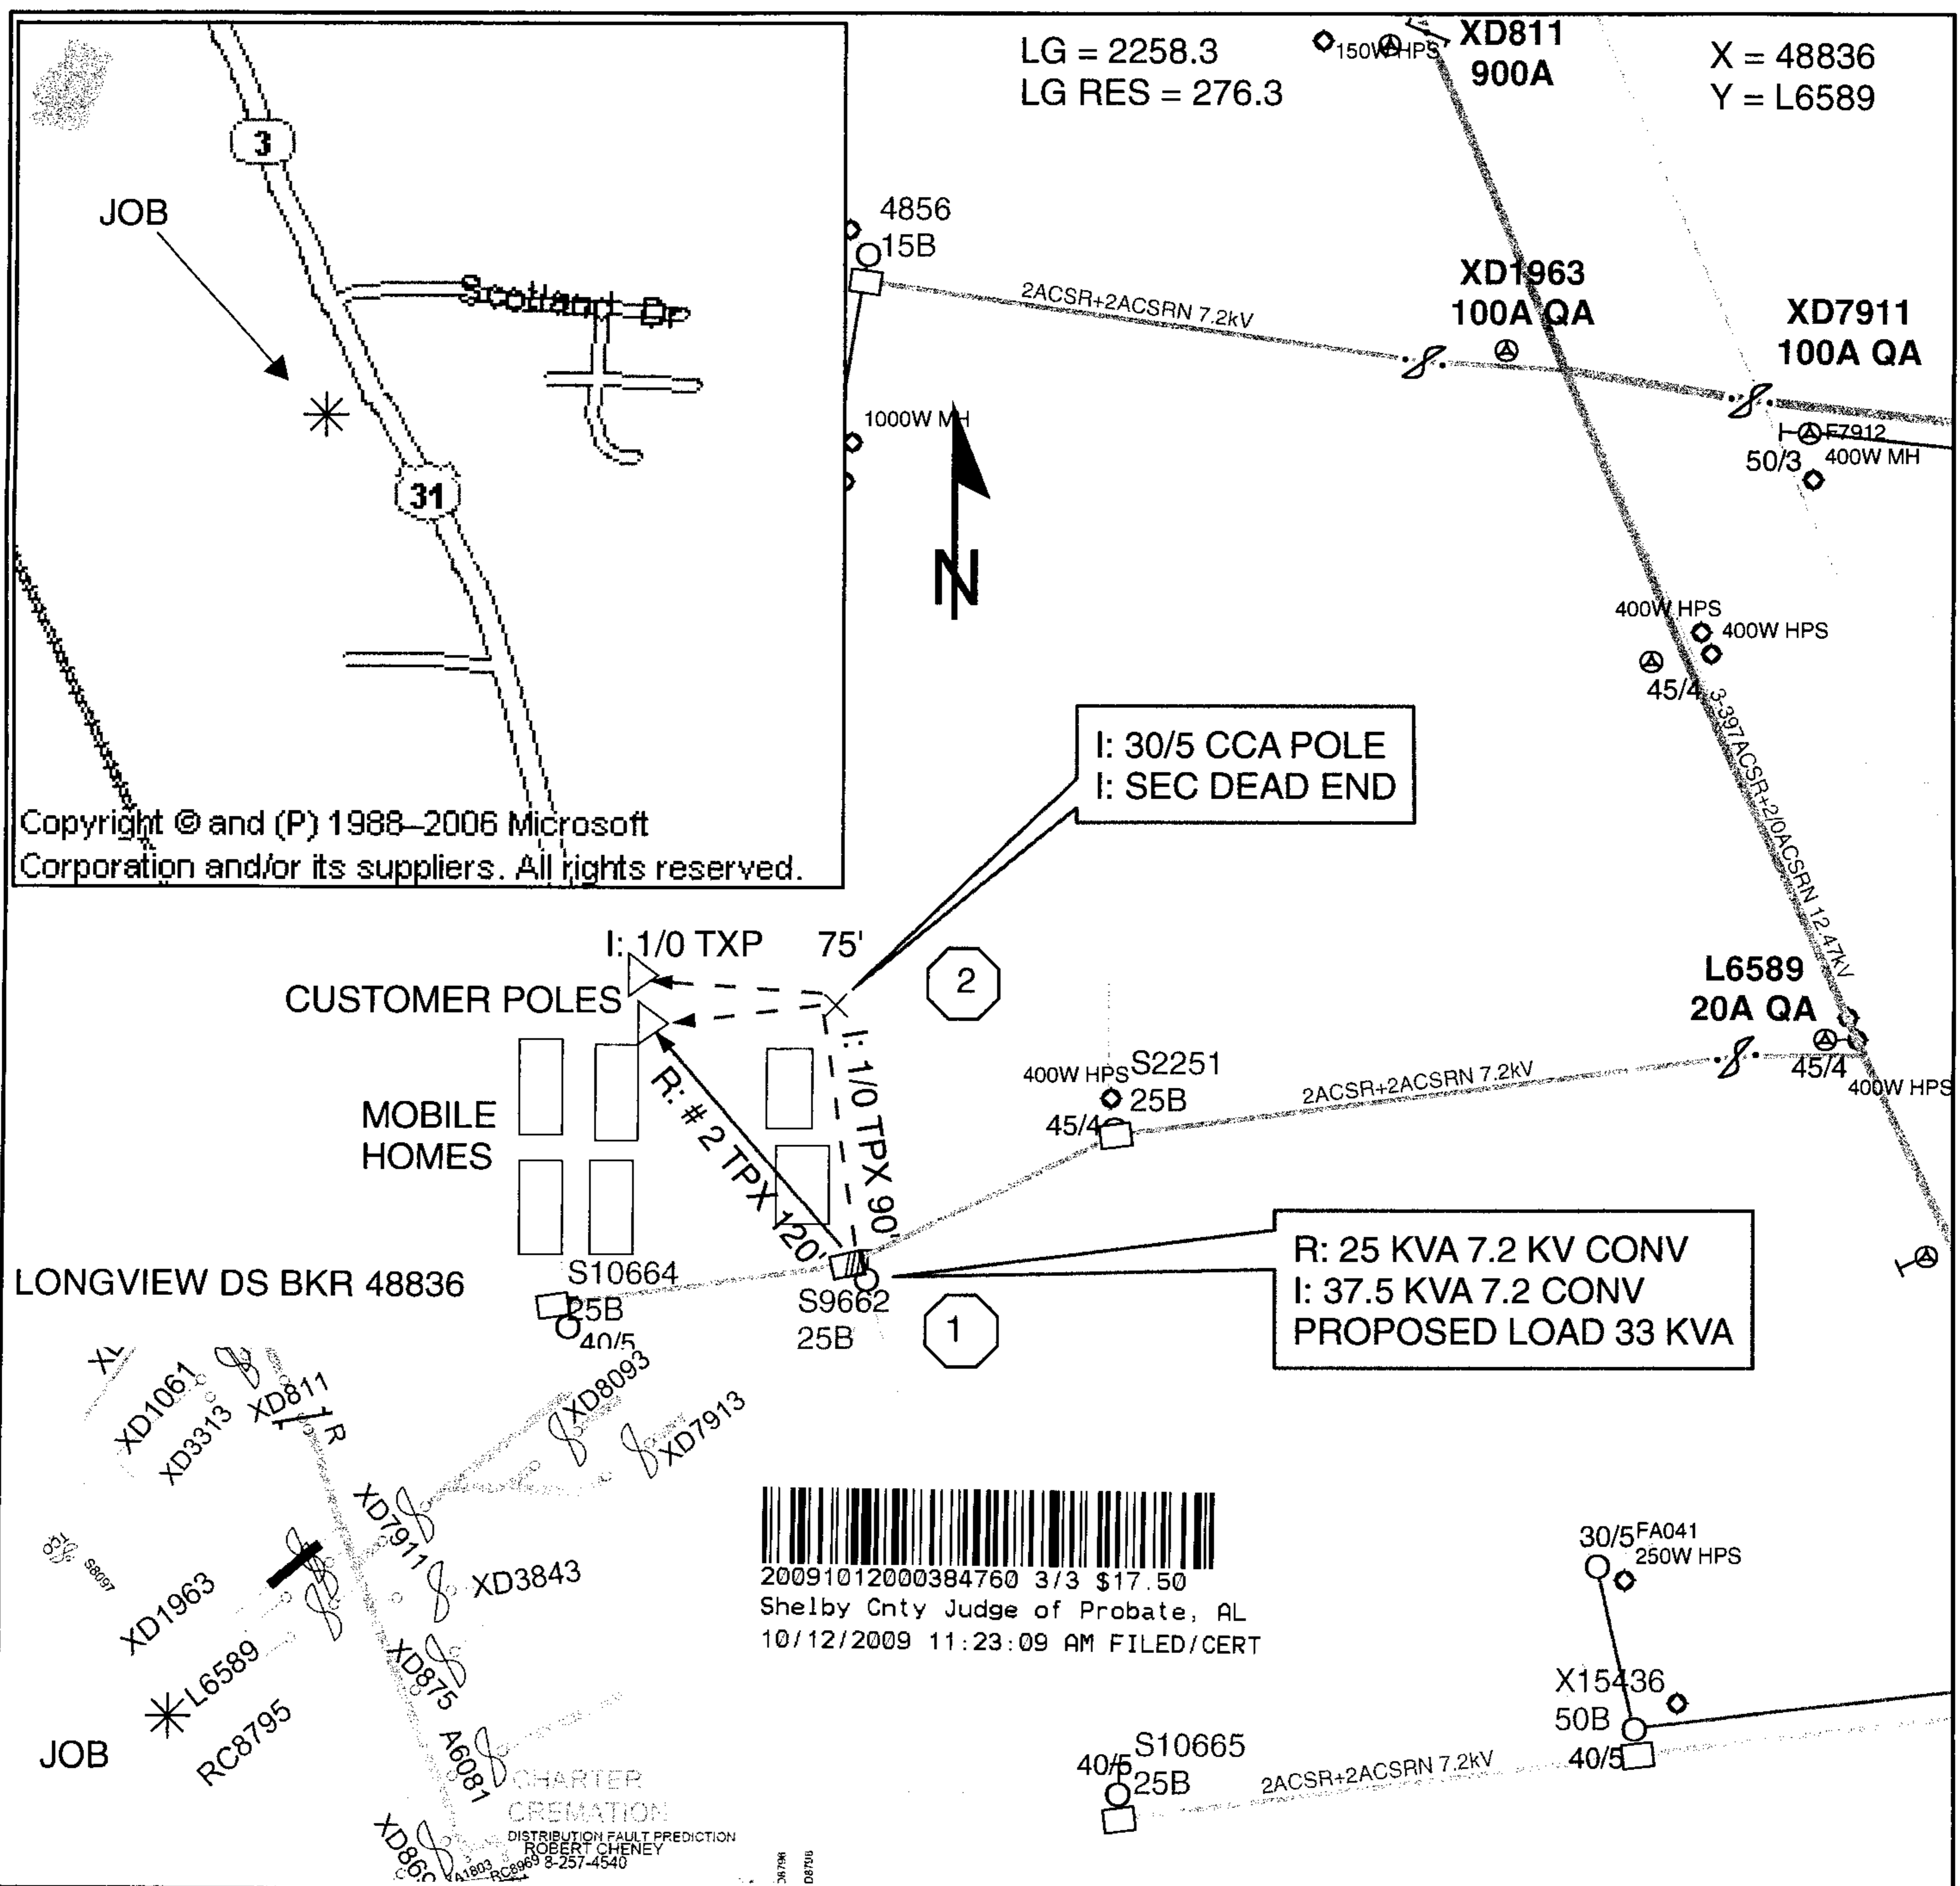 LG = 2258.3
LG RES = 276.3
150W HPS
XD811
900A
X = 48836
Y = L6589
3
JOB
Scotland
31
Copyright © and (P) 1988–2006 Microsoft
Corporation and/or its suppliers. All rights reserved.
4856
15B
2ACSR+2ACSRN 7.2kV
XD1963
100A QA
XD7911
100A QA
F7912
50/3
400W MH
1000W MH
N
400W HPS
400W HPS
45/4
3-397ACSR+2/0ACSRN 12.47kV
I: 30/5 CCA POLE
I: SEC DEAD END
I: 1/0 TXP 75'
2
CUSTOMER POLES
I: 1/0 TPX 90'
R: # 2 TPX 120'
MOBILE
HOMES
L6589
20A QA
45/4
400W HPS
400W HPS
S2251
25B
45/4
2ACSR+2ACSRN 7.2kV
LONGVIEW DS BKR 48836
S10664
25B
40/5
S9662
25B
1
R: 25 KVA 7.2 KV CONV
I: 37.5 KVA 7.2 CONV
PROPOSED LOAD 33 KVA
XD1061
XD3313
XD811
R
XD8093
XD7913
XD7911
XD3843
S8097
XD1963
L6589
RC8795
JOB
XD875
A6081
CHARTER
CREMATION
DISTRIBUTION FAULT PREDICTION
ROBERT CHENEY
8-257-4540
A1803
RC8969
20091012000384760 3/3 $17.50
Shelby Cnty Judge of Probate, AL
10/12/2009 11:23:09 AM FILED/CERT
30/5
FA041
250W HPS
X15436
50B
40/5
40/5
S10665
25B
2ACSR+2ACSRN 7.2kV